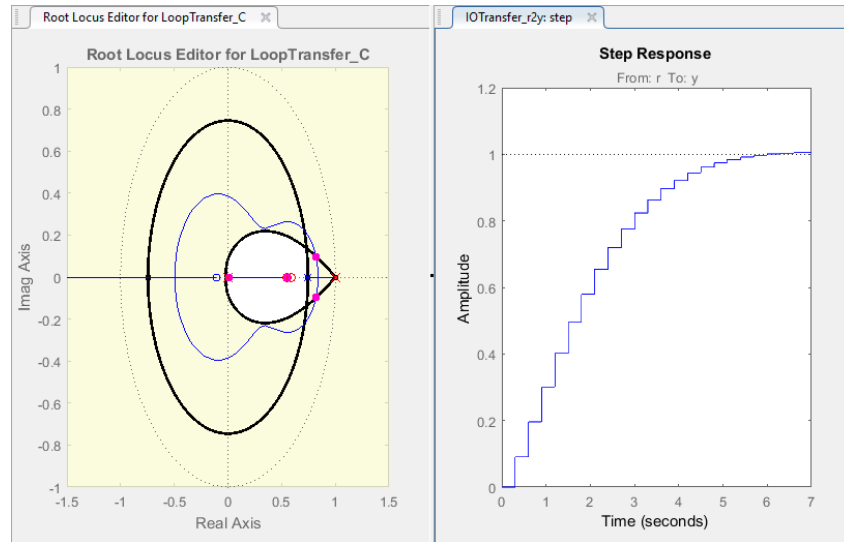 Root Locus Editor for LoopTransfer_C
Root Locus Editor for LoopTransfer_C
1
0.8
0.6
0.4
0.2
0
-0.2
-0.4
-0.6
-0.8
-1
Imag Axis
-1.5 -1 -0.5 0 0.5 1 1.5
Real Axis
IOTransfer_r2y: step
Step Response
From: r To: y
1.2
1
0.8
0.6
0.4
0.2
0
Amplitude
0 1 2 3 4 5 6 7
Time (seconds)